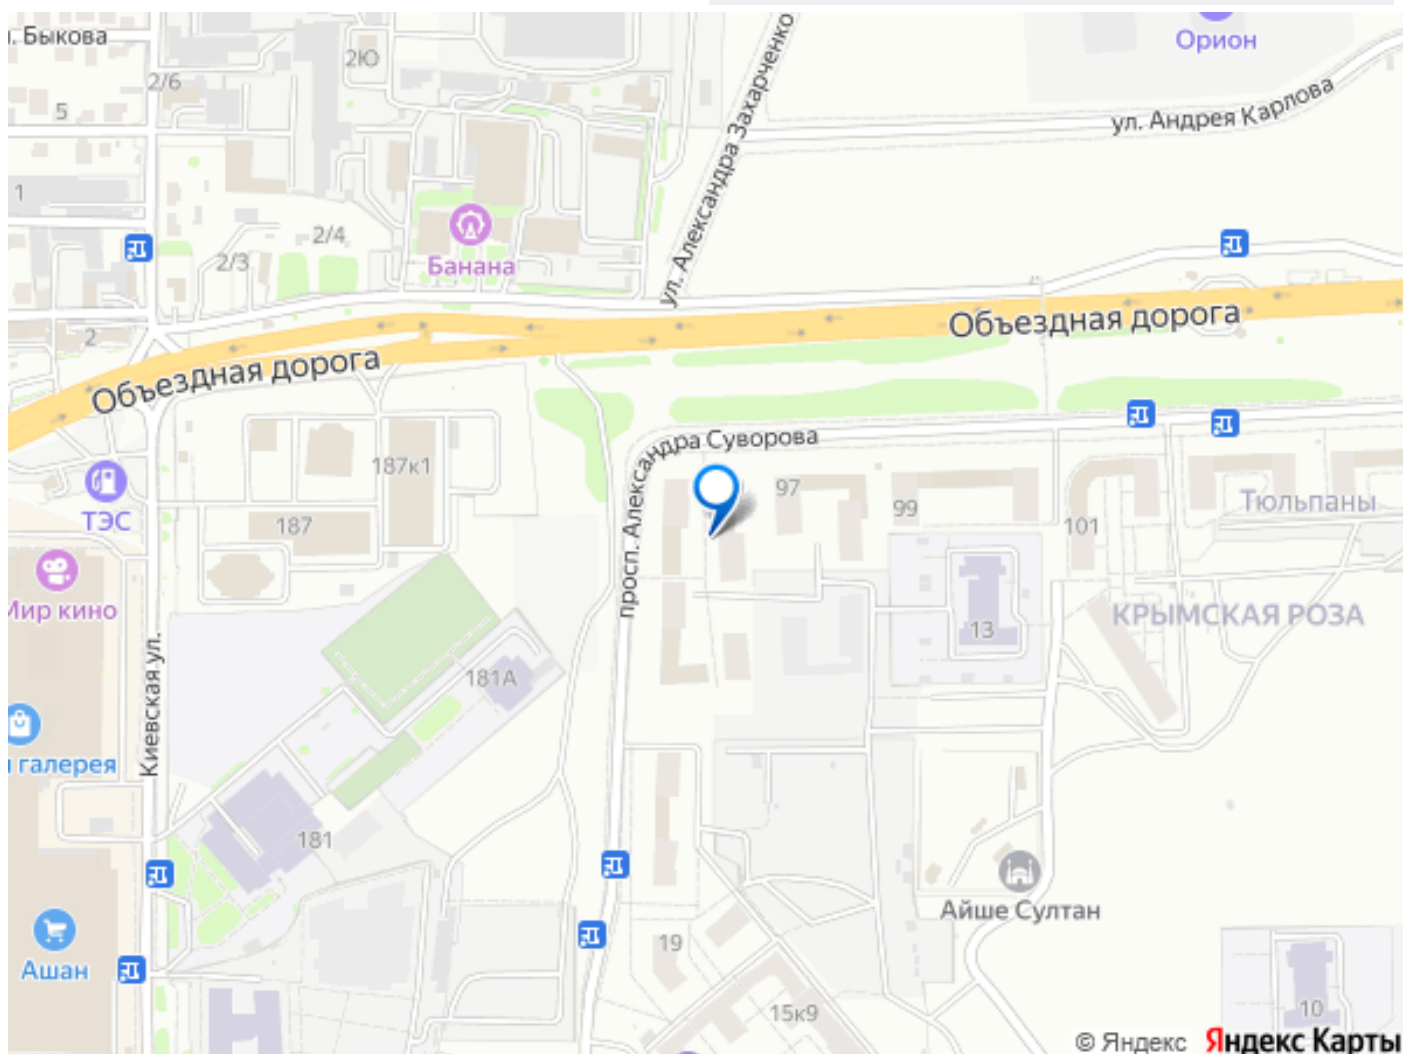 . Быкова
2Ю
Орион
2/6
5
ул. Андрея Карлова
ул. Александра Захарченко
1
2/4
2/3
Банана
2
Объездная дорога
Объездная дорога
просп. Александра Суворова
187к1
97
99
101
Тюльпаны
ТЭС
187
Мир кино
13
КРЫМСКАЯ РОЗА
181А
Киевская ул.
галерея
181
Айше Султан
19
Ашан
15к9
10
© Яндекс Яндекс Карты